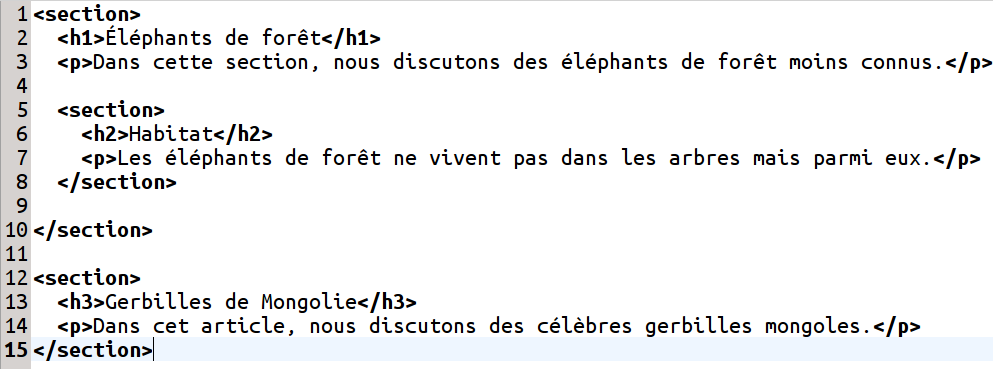 1 <section>
2   <h1>Éléphants de forêt</h1>
3   <p>Dans cette section, nous discutons des éléphants de forêt moins connus.</p>
4
5   <section>
6     <h2>Habitat</h2>
7     <p>Les éléphants de forêt ne vivent pas dans les arbres mais parmi eux.</p>
8   </section>
9
10 </section>
11
12 <section>
13   <h3>Gerbilles de Mongolie</h3>
14   <p>Dans cet article, nous discutons des célèbres gerbilles mongoles.</p>
15 </section>